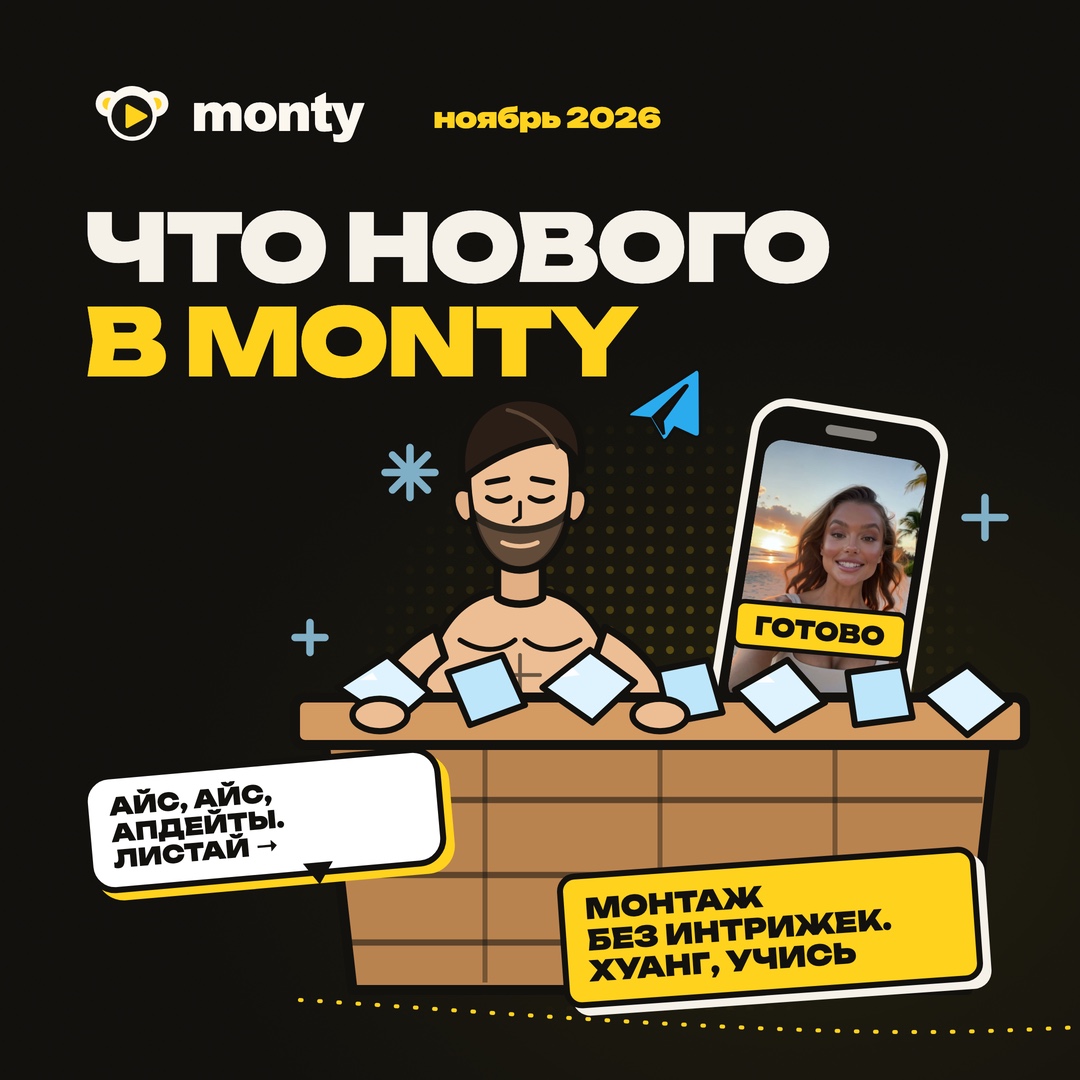 monty
ноябрь 2026
ЧТО НОВОГО
В MONTY
ГОТОВО
АЙС, АЙС,
АПДЕЙТЫ.
ЛИСТАЙ →
МОНТАЖ
БЕЗ ИНТРИЖЕК.
ХУАНГ, УЧИСЬ